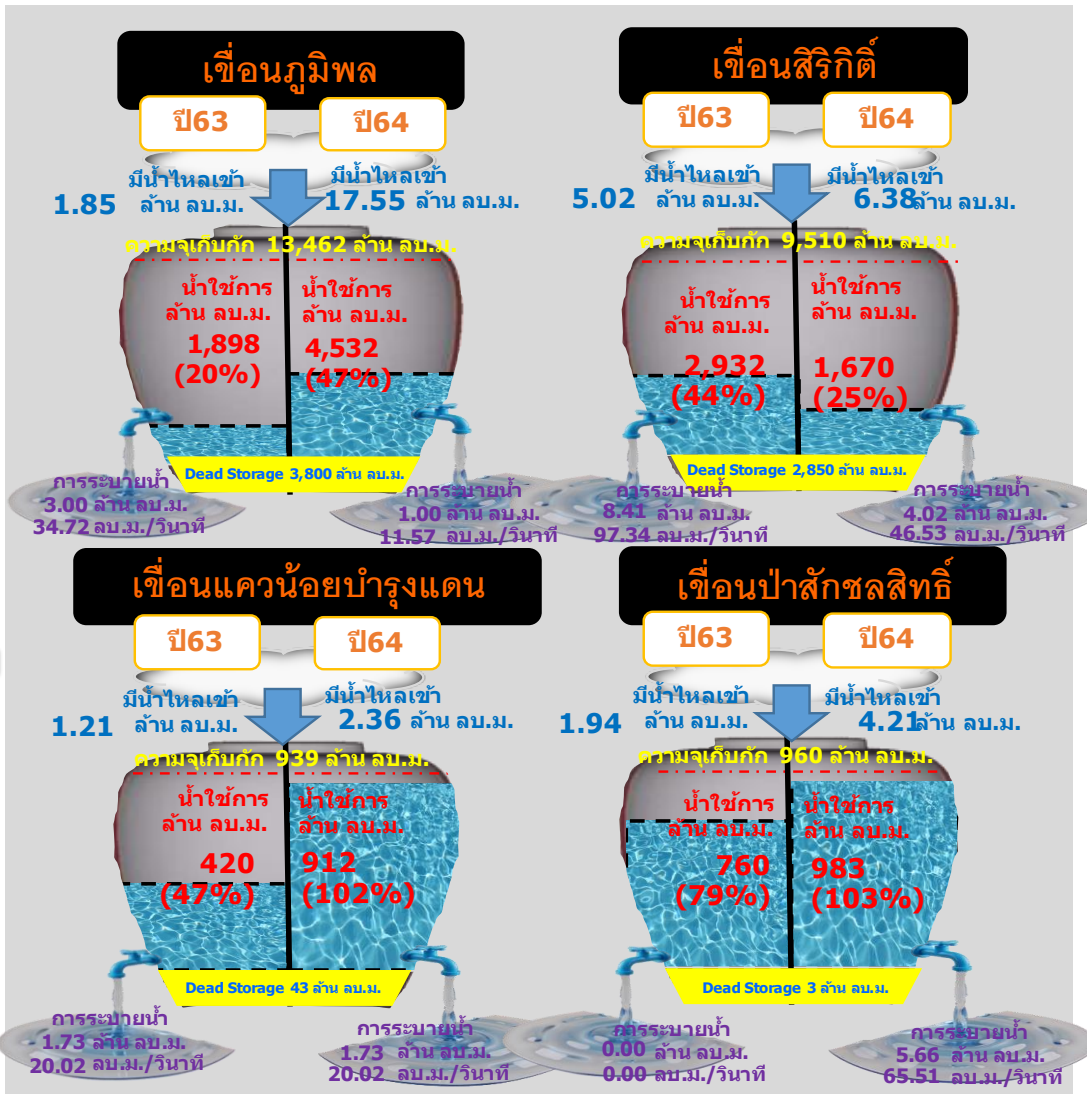 เขื่อนภูมิพล
ปี63 ปี64
มีน้ำไหลเข้า
1.85 ล้าน ลบ.ม.
มีน้ำไหลเข้า
17.55 ล้าน ลบ.ม.
ความจุเก็บกัก 13,462 ล้าน ลบ.ม.
น้ำใช้การ
ล้าน ลบ.ม.
1,898
(20%)
น้ำใช้การ
ล้าน ลบ.ม.
4,532
(47%)
Dead Storage 3,800 ล้าน ลบ.ม.
การระบายน้ำ
3.00 ล้าน ลบ.ม.
34.72 ลบ.ม./วินาที
การระบายน้ำ
1.00 ล้าน ลบ.ม.
11.57 ลบ.ม./วินาที
เขื่อนสิริกิติ์
ปี63 ปี64
มีน้ำไหลเข้า
5.02 ล้าน ลบ.ม.
มีน้ำไหลเข้า
6.38ล้าน ลบ.ม.
ความจุเก็บกัก 9,510 ล้าน ลบ.ม.
น้ำใช้การ
ล้าน ลบ.ม.
2,932
(44%)
น้ำใช้การ
ล้าน ลบ.ม.
1,670
(25%)
Dead Storage 2,850 ล้าน ลบ.ม.
การระบายน้ำ
8.41 ล้าน ลบ.ม.
97.34 ลบ.ม./วินาที
การระบายน้ำ
4.02 ล้าน ลบ.ม.
46.53 ลบ.ม./วินาที
เขื่อนแควน้อยบำรุงแดน
ปี63 ปี64
มีน้ำไหลเข้า
1.21 ล้าน ลบ.ม.
มีน้ำไหลเข้า
2.36 ล้าน ลบ.ม.
ความจุเก็บกัก 939 ล้าน ลบ.ม.
น้ำใช้การ
ล้าน ลบ.ม.
420
(47%)
น้ำใช้การ
ล้าน ลบ.ม.
912
(102%)
Dead Storage 43 ล้าน ลบ.ม.
การระบายน้ำ
1.73 ล้าน ลบ.ม.
20.02 ลบ.ม./วินาที
การระบายน้ำ
1.73 ล้าน ลบ.ม.
20.02 ลบ.ม./วินาที
เขื่อนป่าสักชลสิทธิ์
ปี63 ปี64
มีน้ำไหลเข้า
1.94 ล้าน ลบ.ม.
มีน้ำไหลเข้า
4.21ล้าน ลบ.ม.
ความจุเก็บกัก 960 ล้าน ลบ.ม.
น้ำใช้การ
ล้าน ลบ.ม.
760
(79%)
น้ำใช้การ
ล้าน ลบ.ม.
983
(103%)
Dead Storage 3 ล้าน ลบ.ม.
การระบายน้ำ
0.00 ล้าน ลบ.ม.
0.00 ลบ.ม./วินาที
การระบายน้ำ
5.66 ล้าน ลบ.ม.
65.51 ลบ.ม./วินาที